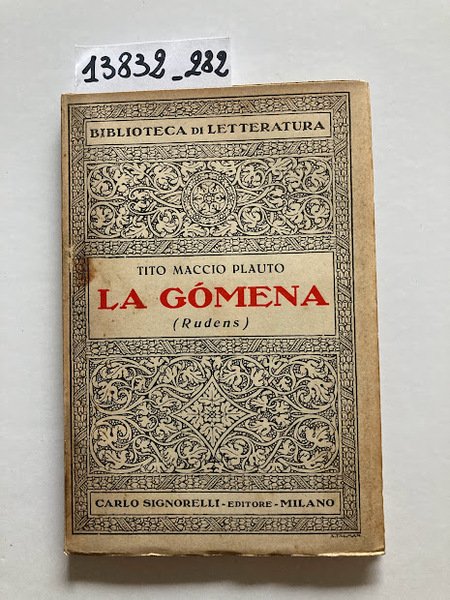 13832_282
BIBLIOTECA DI LETTERATURA
TITO MACCIO PLAUTO
LA GÓMENA
(Rudens)
CARLO SIGNORELLI - EDITORE - MILANO